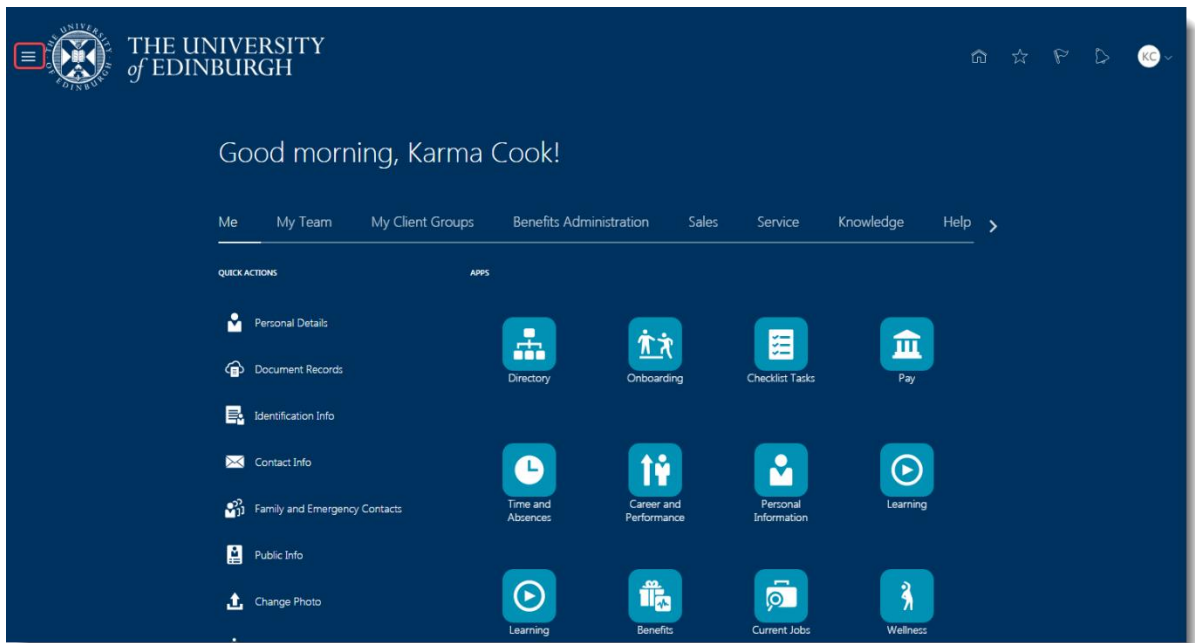 THE UNIVERSITY
of EDINBURGH
KC
Good morning, Karma Cook!
Me My Team My Client Groups Benefits Administration Sales Service Knowledge Help
QUICK ACTIONS
APPS
Personal Details
Document Records
Identification Info
Contact Info
Family and Emergency Contacts
Public Info
Change Photo
Directory
Onboarding
Checklist Tasks
Pay
Time and
Absences
Career and
Performance
Personal
Information
Learning
Learning
Benefits
Current Jobs
Wellness